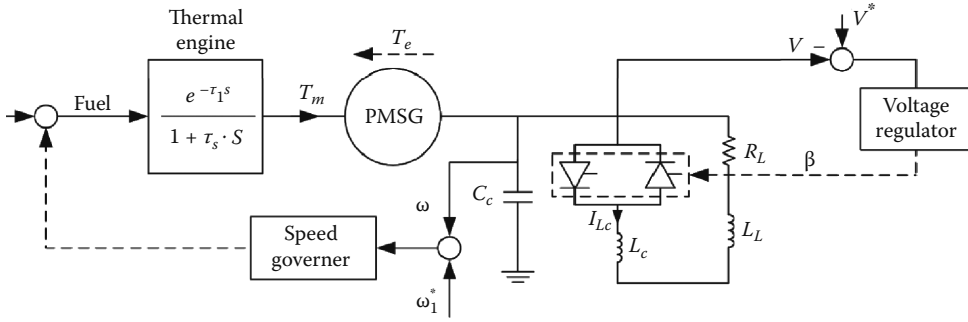 Thermal
engine
T_e
V*
V −
Fuel
e^{-τ_1 s}
1 + τ_s · S
T_m
PMSG
Voltage
regulator
R_L
β
ω
C_c
I_{Lc}
L_c
L_L
Speed
governer
ω_1^*